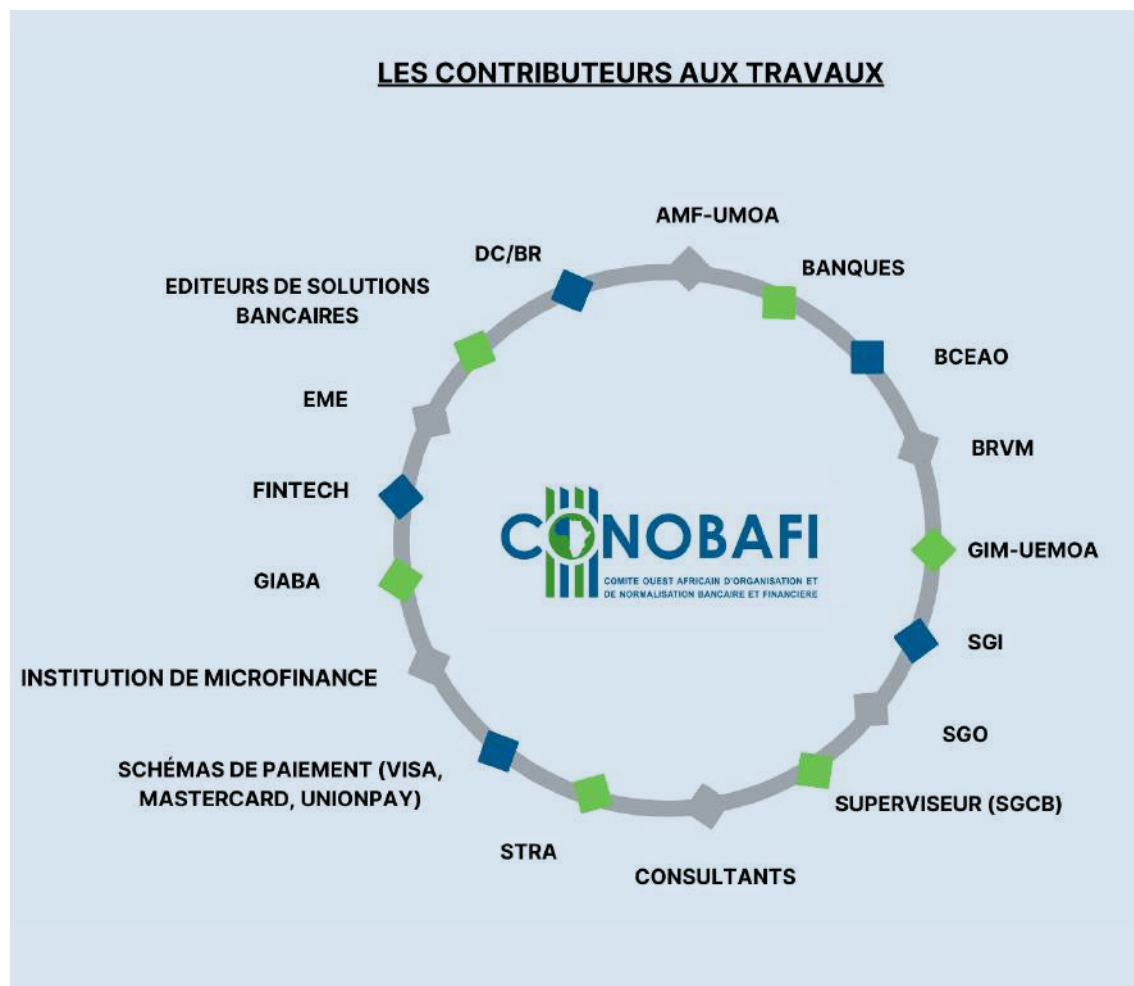 LES CONTRIBUTEURS AUX TRAVAUX
AMF-UMOA
BANQUES
BCEAO
BRVM
GIM-UEMOA
SGI
SGO
SUPERVISEUR (SGCB)
CONSULTANTS
STRA
SCHÉMAS DE PAIEMENT (VISA,
MASTERCARD, UNIONPAY)
INSTITUTION DE MICROFINANCE
GIABA
FINTECH
EME
EDITEURS DE SOLUTIONS
BANCAIRES
DC/BR
CONOBAFI
COMITE OUEST AFRICAIN D'ORGANISATION ET
DE NORMALISATION BANCAIRE ET FINANCIERE